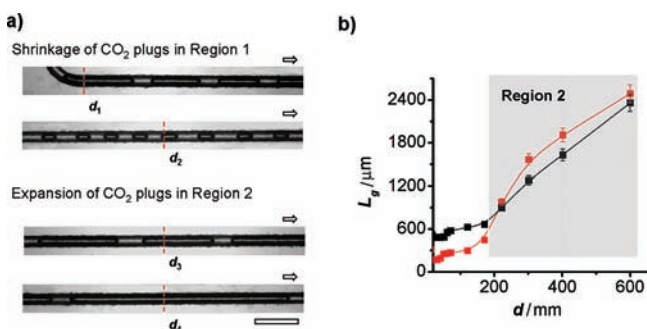 a)
Shrinkage of CO2 plugs in Region 1
d1
d2
Expansion of CO2 plugs in Region 2
d3
b)
Region 2
2400
1800
1200
600
0
Lg/μm
0 200 400 600
d/mm